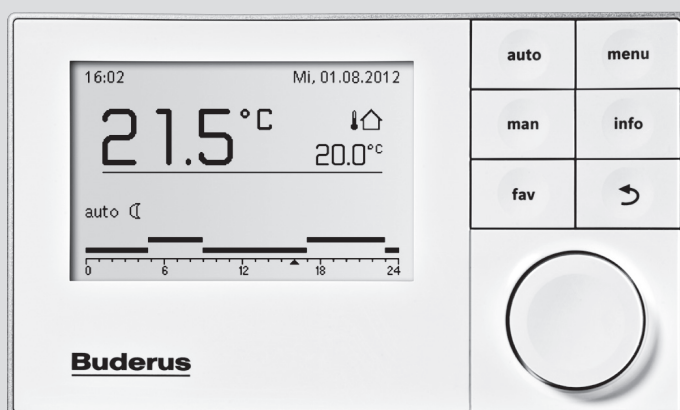 16:02 Mi, 01.08.2012
21.5°C
20.0°C
auto
0 6 12 18 24
Buderus
auto menu
man info
fav